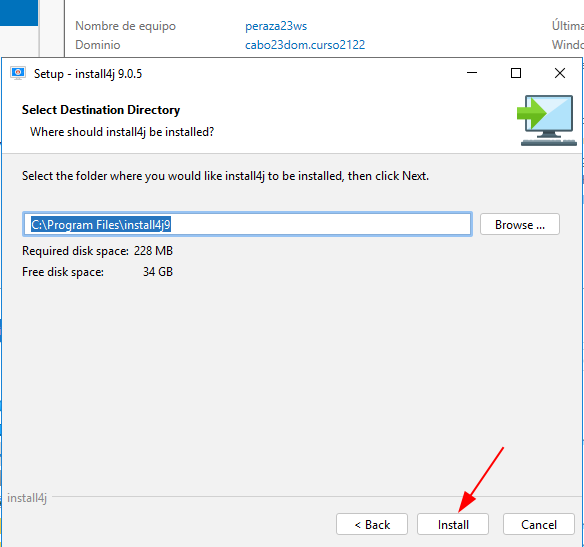 Nombre de equipo peraza23ws Última
Dominio cabo23dom.curso2122 Windo
Setup - install4j 9.0.5
Select Destination Directory
Where should install4j be installed?
Select the folder where you would like install4j to be installed, then click Next.
C:\Program Files\install4j9 Browse ...
Required disk space: 228 MB
Free disk space: 34 GB
install4j
< Back Install Cancel